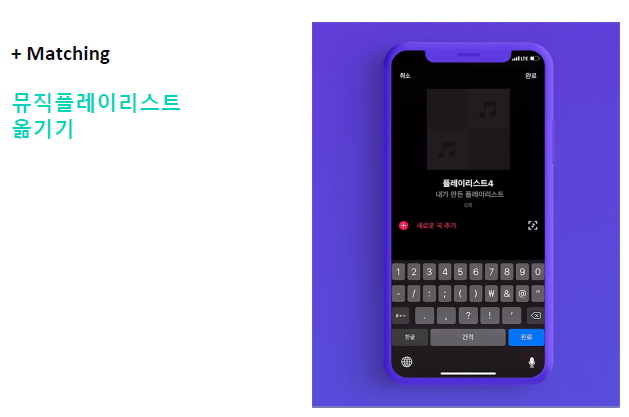 + Matching
뮤직플레이리스트
옮기기
LTE
취소 완료
플레이리스트4
내가 만든 플레이리스트
0곡
새로운 곡 추가
1 2 3 4 5 6 7 8 9 0
- / : ; ( ) ₩ & @ “
#+= . , ? ! ’
한글 간격 완료